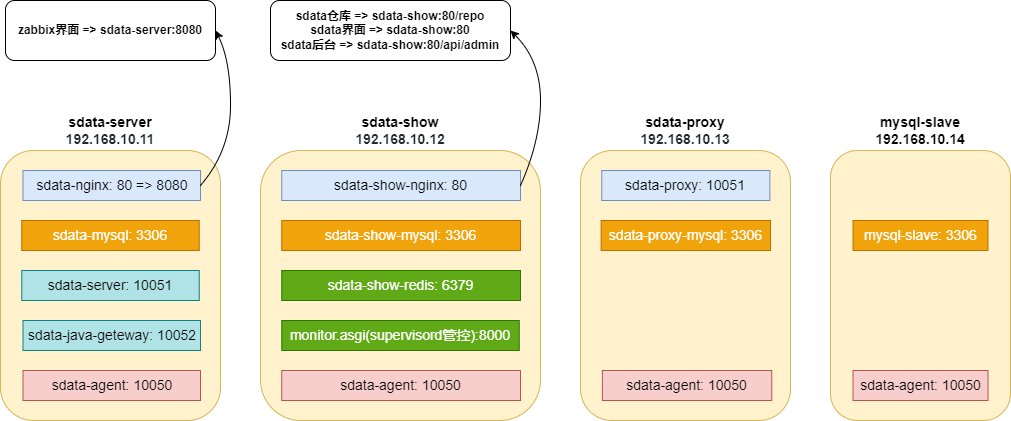 zabbix界面 => sdata-server:8080
sdata仓库 => sdata-show:80/repo
sdata界面 => sdata-show:80
sdata后台 => sdata-show:80/api/admin
sdata-server
192.168.10.11
sdata-nginx: 80 => 8080
sdata-mysql: 3306
sdata-server: 10051
sdata-java-geteway: 10052
sdata-agent: 10050
sdata-show
192.168.10.12
sdata-show-nginx: 80
sdata-show-mysql: 3306
sdata-show-redis: 6379
monitor.asgi(supervisord管控):8000
sdata-agent: 10050
sdata-proxy
192.168.10.13
sdata-proxy: 10051
sdata-proxy-mysql: 3306
sdata-agent: 10050
mysql-slave
192.168.10.14
mysql-slave: 3306
sdata-agent: 10050